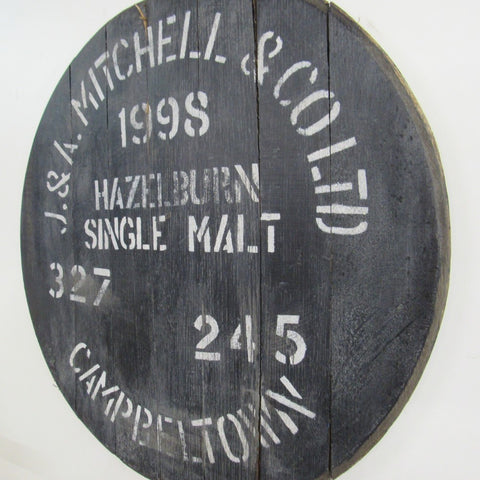 J. & A. MITCHELL & CO LTD
1998
HAZELBURN
SINGLE MALT
327
245
CAMPBELTOWN